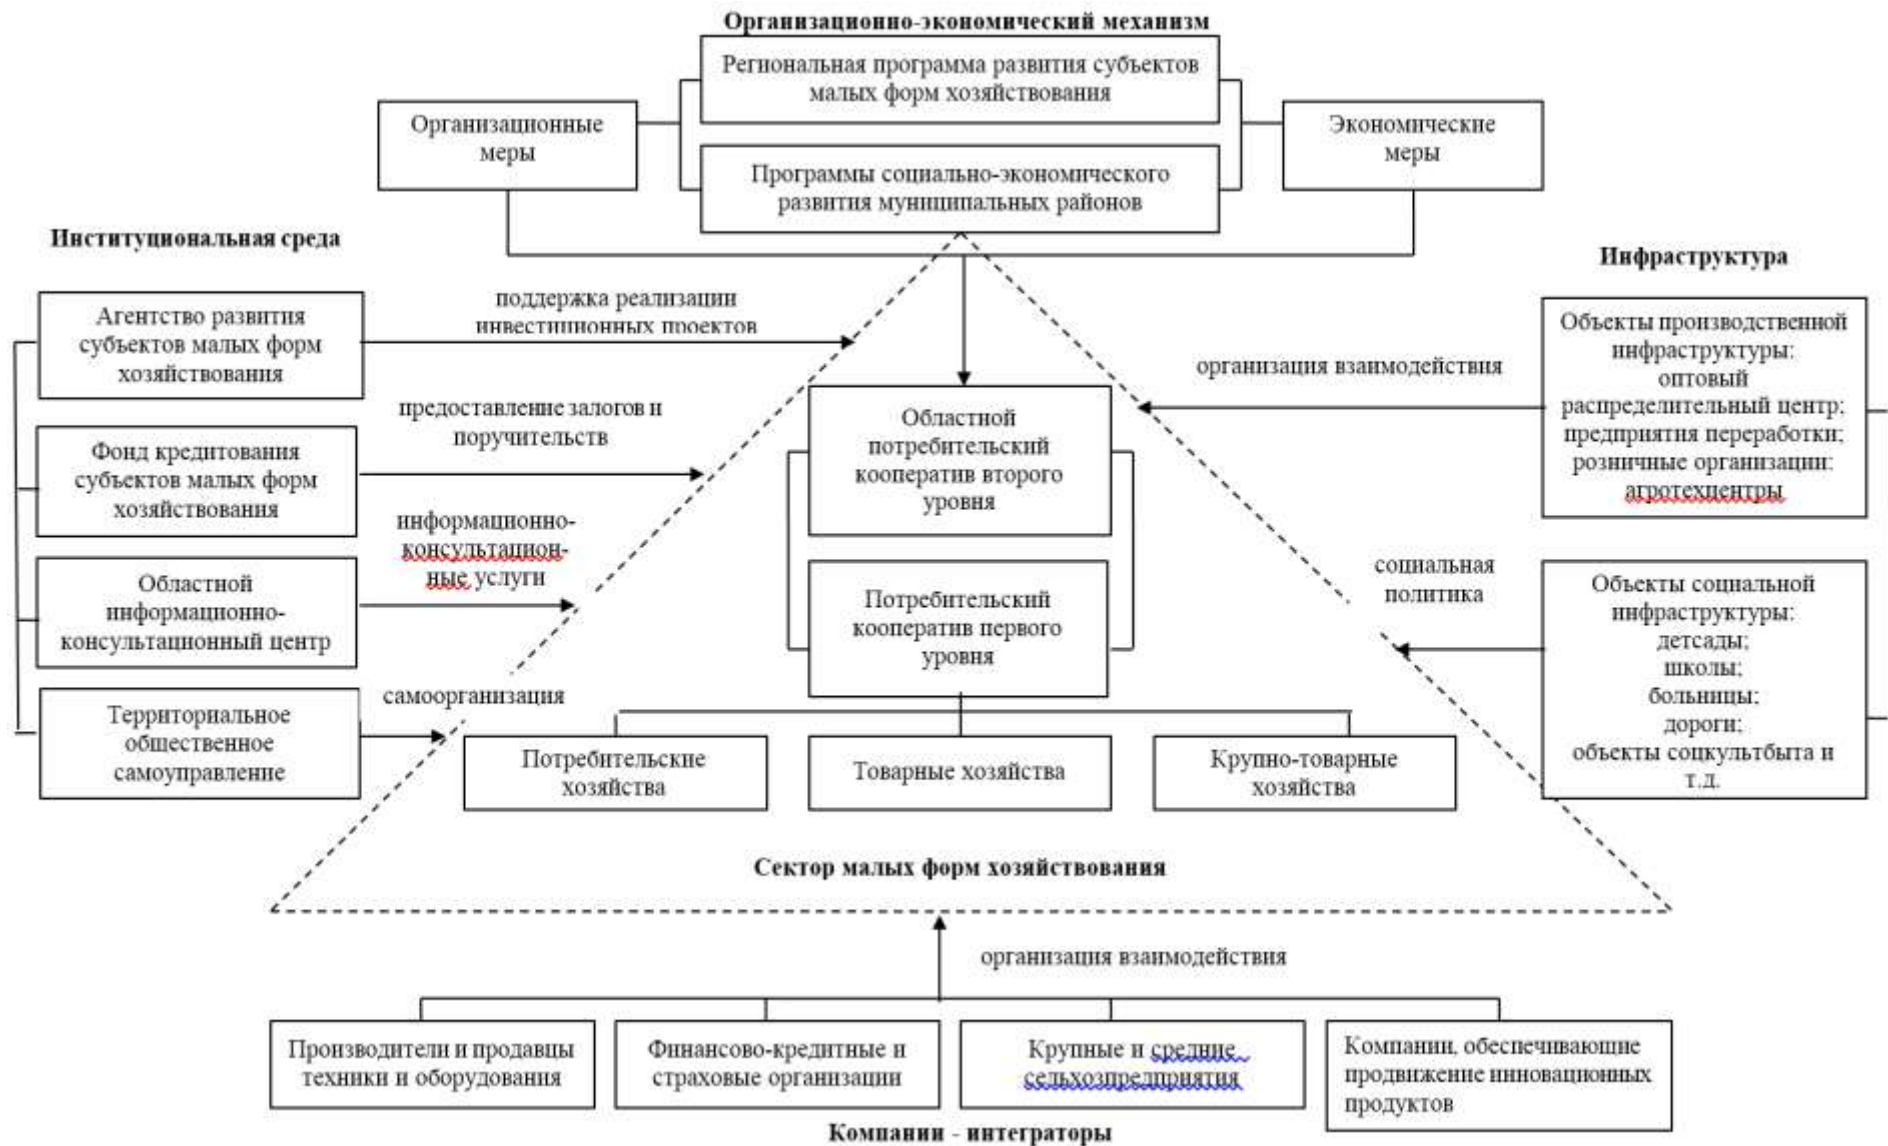 Организационно-экономический механизм
Региональная программа развития субъектов
малых форм хозяйствования
Организационные
меры
Экономические
меры
Программы социально-экономического
развития муниципальных районов
Институциональная среда
Инфраструктура
Агентство развития
субъектов малых форм
хозяйствования
поддержка реализации
инвестиционных проектов
Фонд кредитования
субъектов малых форм
хозяйствования
предоставление залогов и
поручительств
Областной
информационно-
консультационный центр
информационно-
консультацион-
ные услуги
Территориальное
общественное
самоуправление
самоорганизация
Областной
потребительский
кооператив второго
уровня
Потребительский
кооператив первого
уровня
Потребительские
хозяйства
Товарные хозяйства
Крупно-товарные
хозяйства
организация взаимодействия
Объекты производственной
инфраструктуры:
оптовый
распределительный центр;
предприятия переработки;
розничные организации:
агротехцентры
социальная
политика
Объекты социальной
инфраструктуры:
детсады;
школы;
больницы;
дороги;
объекты соцкультбыта и
т.д.
Сектор малых форм хозяйствования
организация взаимодействия
Производители и продавцы
техники и оборудования
Финансово-кредитные и
страховые организации
Крупные и средние
сельхозпредприятия
Компании, обеспечивающие
продвижение инновационных
продуктов
Компании - интеграторы